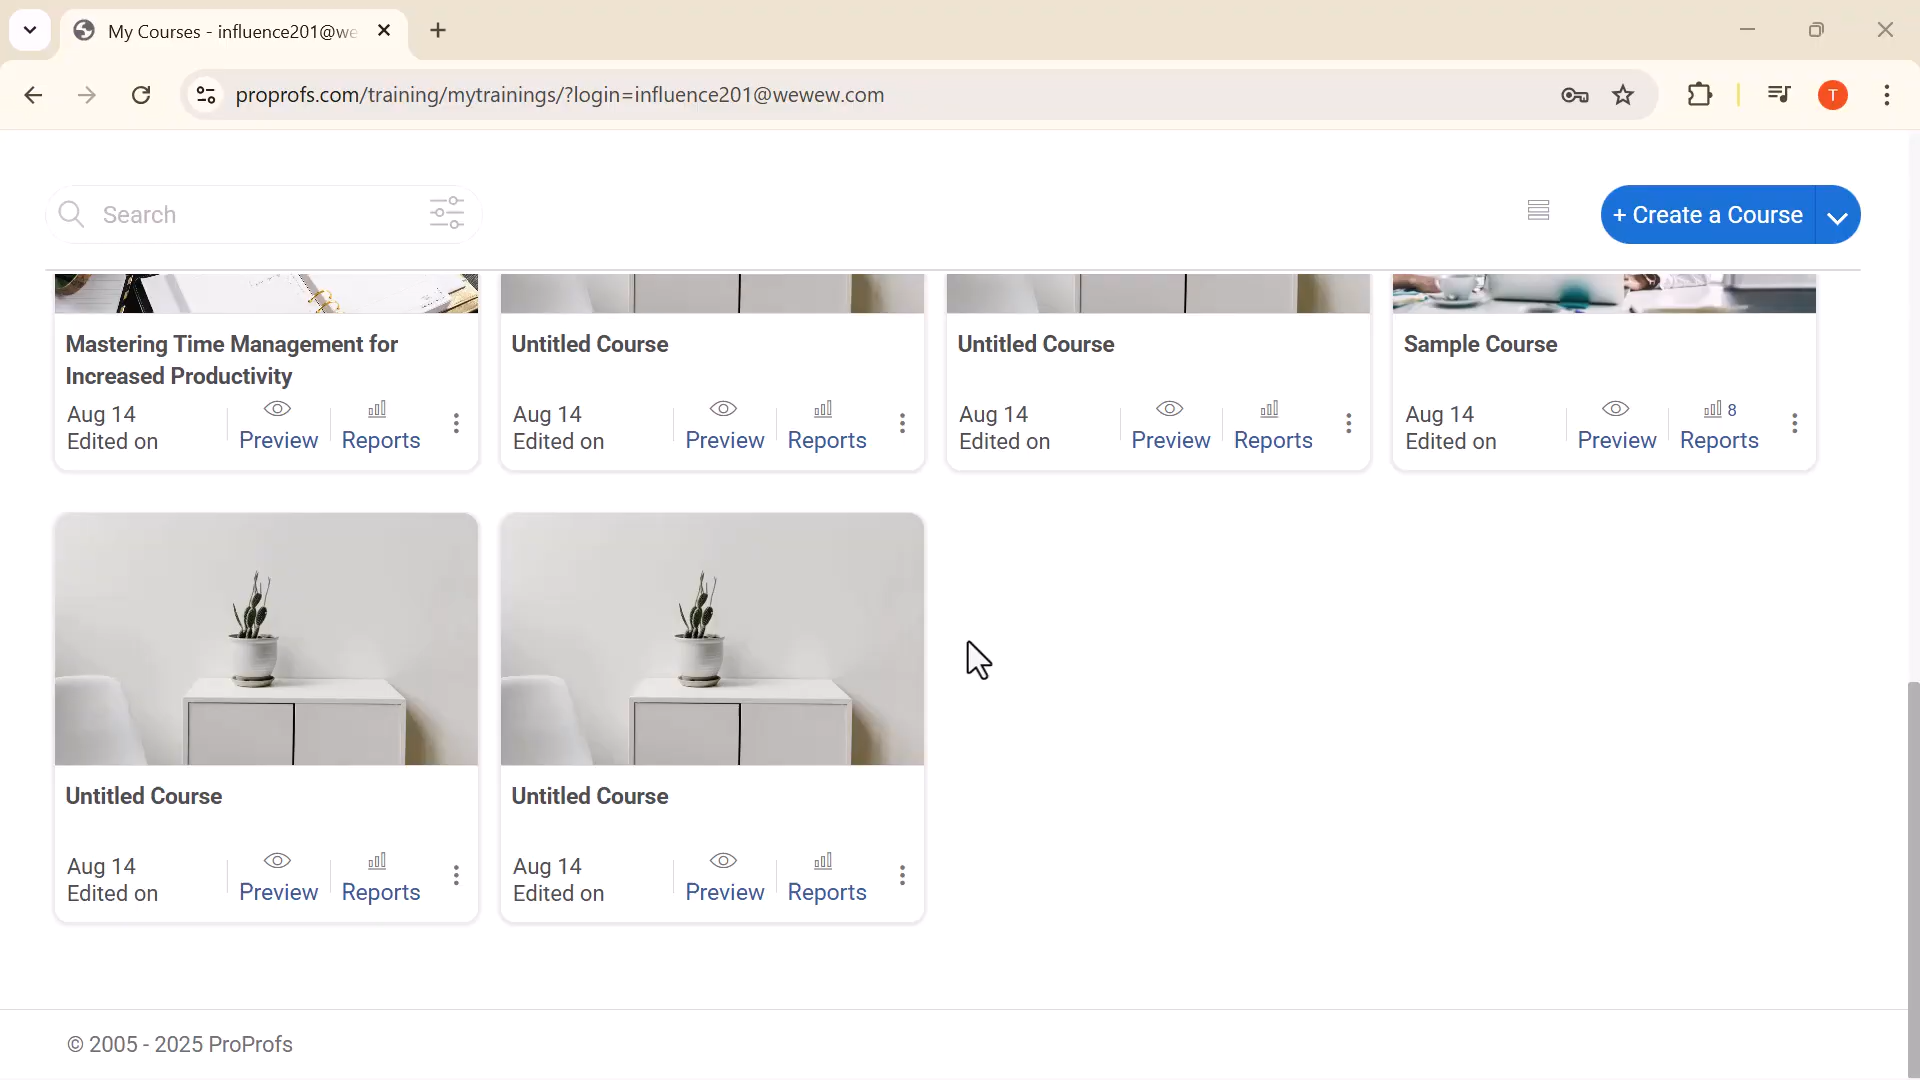 My Courses - influence201@we
proprofs.com/training/mytrainings/?login=influence201@wewew.com
T
Search
+ Create a Course
Mastering Time Management for
Increased Productivity
Aug 14
Edited on
Preview
Reports
Untitled Course
Aug 14
Edited on
Preview
Reports
Untitled Course
Aug 14
Edited on
Preview
Reports
Sample Course
Aug 14
Edited on
Preview
8
Reports
Untitled Course
Aug 14
Edited on
Preview
Reports
Untitled Course
Aug 14
Edited on
Preview
Reports
© 2005 - 2025 ProProfs